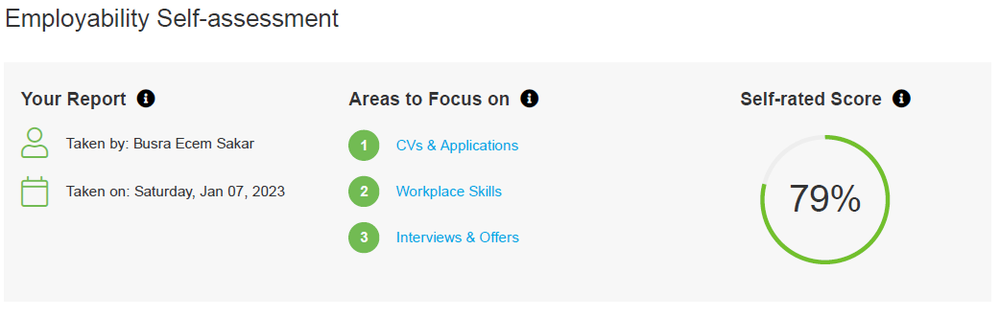 Employability Self-assessment
Your Report
Taken by: Busra Ecem Sakar
Taken on: Saturday, Jan 07, 2023
Areas to Focus on
1 CVs & Applications
2 Workplace Skills
3 Interviews & Offers
Self-rated Score
79%